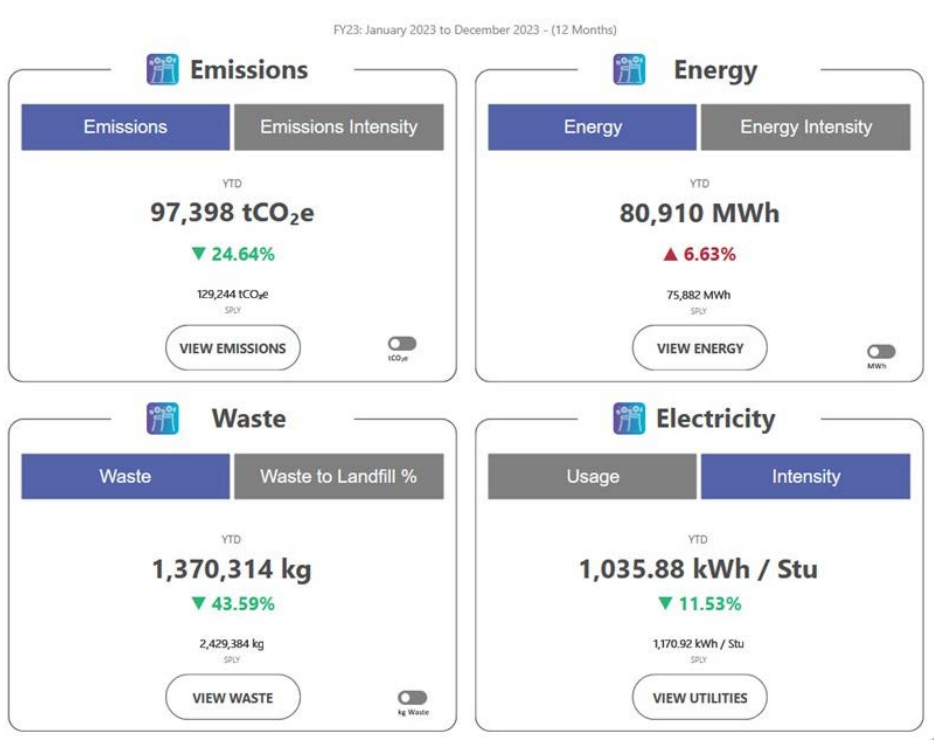 FY23: January 2023 to December 2023 - (12 Months)
Emissions
Emissions Emissions Intensity
YTD
97,398 tCO₂e
▼ 24.64%
129,244 tCO₂e
SPLY
VIEW EMISSIONS
tCO₂e
Energy
Energy Energy Intensity
YTD
80,910 MWh
▲ 6.63%
75,882 MWh
SPLY
VIEW ENERGY
MWh
Waste
Waste Waste to Landfill %
YTD
1,370,314 kg
▼ 43.59%
2,429,384 kg
SPLY
VIEW WASTE
kg Waste
Electricity
Usage Intensity
YTD
1,035.88 kWh / Stu
▼ 11.53%
1,170.92 kWh / Stu
SPLY
VIEW UTILITIES